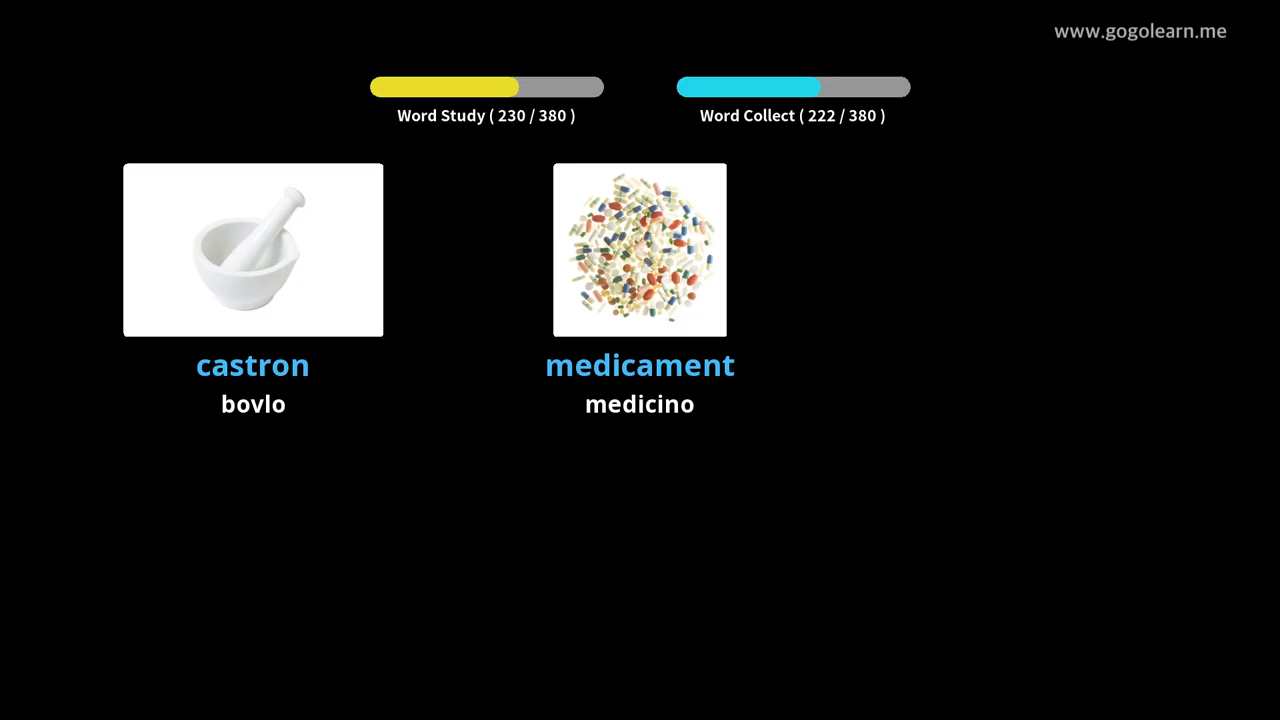 www.gogolearn.me
Word Study ( 230 / 380 )
Word Collect ( 222 / 380 )
castron
bovlo
medicament
medicino